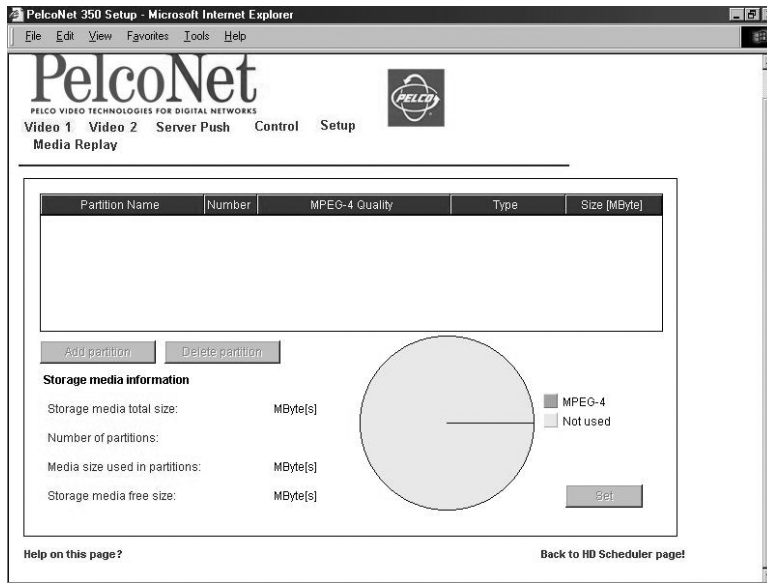 PelcoNet 350 Setup - Microsoft Internet Explorer
File Edit View Favorites Tools Help
PelcoNet
PELCO VIDEO TECHNOLOGIES FOR DIGITAL NETWORKS
PELCO
Video 1 Video 2 Server Push Control Setup
Media Replay
Partition Name Number MPEG-4 Quality Type Size [MByte]
Add partition Delete partition
Storage media information
Storage media total size: MByte[s]
Number of partitions:
Media size used in partitions: MByte[s]
Storage media free size: MByte[s]
MPEG-4
Not used
Set
Help on this page? Back to HD Scheduler page!